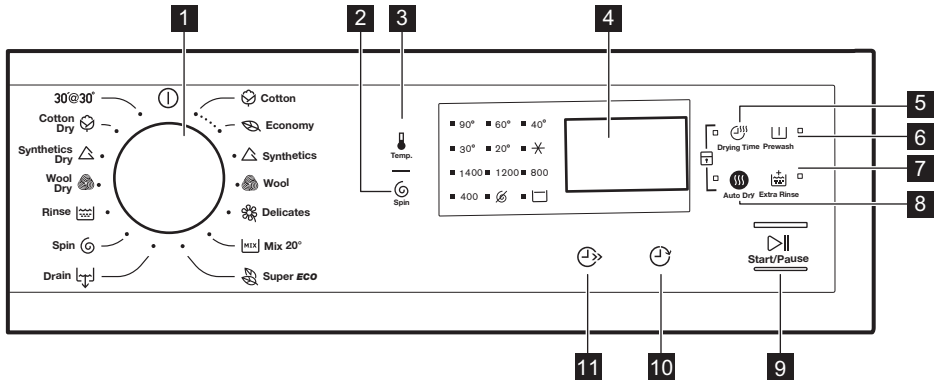 1
2
3
4
5
6
7
8
9
10
11
30'@30°
Cotton
Dry
Synthetics
Dry
Wool
Dry
Rinse
Spin
Drain
Cotton
Economy
Synthetics
Wool
Delicates
MIX Mix 20°
Super ECO
Temp.
Spin
90° 60° 40°
30° 20°
1400 1200 800
400
Drying Time Prewash
Auto Dry Extra Rinse
Start/Pause